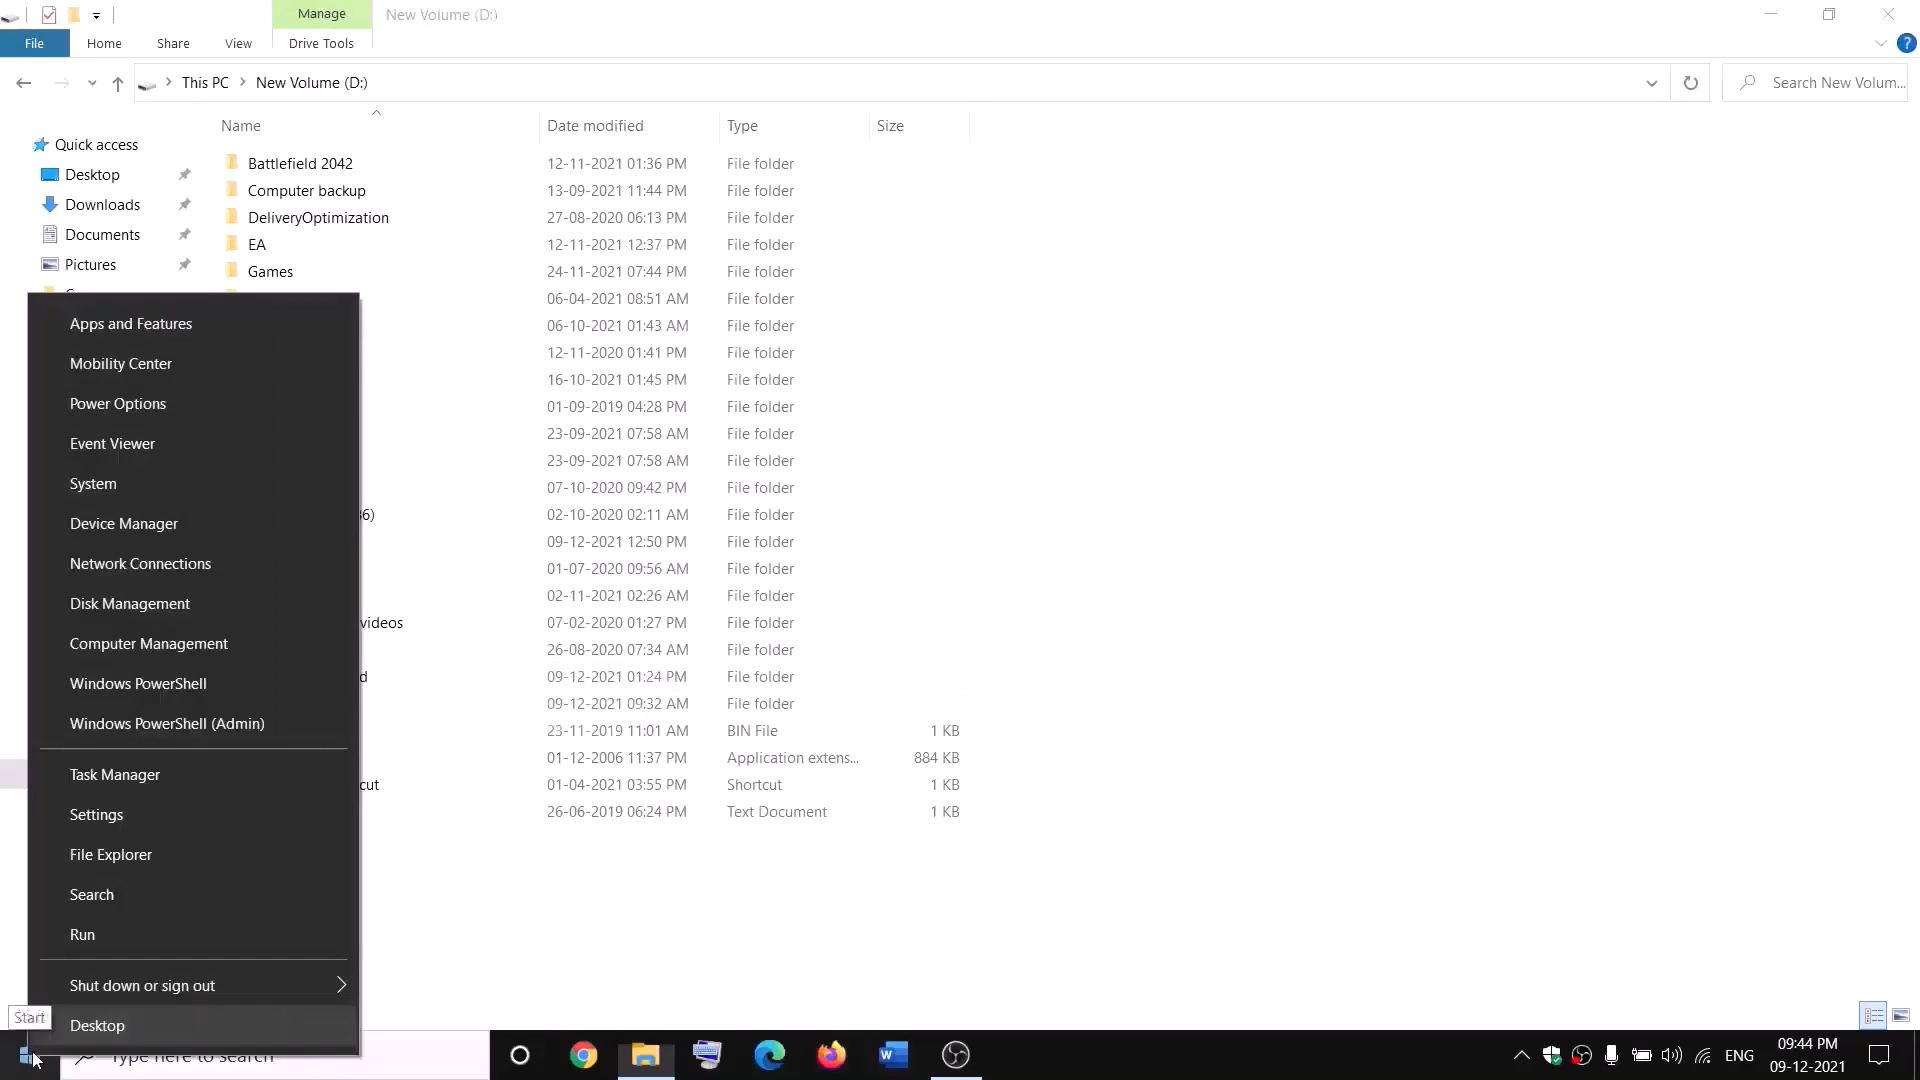 Manage
New Volume (D:)
File
Home
Share
View
Drive Tools
This PC
New Volume (D:)
Search New Volum...
Name
Date modified
Type
Size
Quick access
Desktop
Downloads
Documents
Pictures
Battlefield 2042 12-11-2021 01:36 PM File folder
Computer backup 13-09-2021 11:44 PM File folder
DeliveryOptimization 27-08-2020 06:13 PM File folder
EA 12-11-2021 12:37 PM File folder
Games 24-11-2021 07:44 PM File folder
06-04-2021 08:51 AM File folder
06-10-2021 01:43 AM File folder
12-11-2020 01:41 PM File folder
16-10-2021 01:45 PM File folder
01-09-2019 04:28 PM File folder
23-09-2021 07:58 AM File folder
23-09-2021 07:58 AM File folder
07-10-2020 09:42 PM File folder
36) 02-10-2020 02:11 AM File folder
09-12-2021 12:50 PM File folder
01-07-2020 09:56 AM File folder
02-11-2021 02:26 AM File folder
videos 07-02-2020 01:27 PM File folder
26-08-2020 07:34 AM File folder
d 09-12-2021 01:24 PM File folder
09-12-2021 09:32 AM File folder
23-11-2019 11:01 AM BIN File 1 KB
01-12-2006 11:37 PM Application extens... 884 KB
cut 01-04-2021 03:55 PM Shortcut 1 KB
26-06-2019 06:24 PM Text Document 1 KB
Apps and Features
Mobility Center
Power Options
Event Viewer
System
Device Manager
Network Connections
Disk Management
Computer Management
Windows PowerShell
Windows PowerShell (Admin)
Task Manager
Settings
File Explorer
Search
Run
Shut down or sign out
Desktop
Start
Type here to search
ENG
09:44 PM
09-12-2021